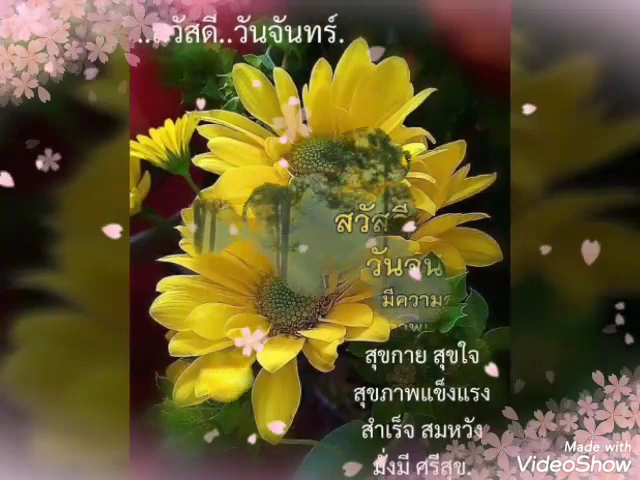 ..สวัสดี..วันจันทร์.
สวัสดี
วันจัน
มีความ
สุขกาย สุขใจ
สุขภาพแข็งแรง
สำเร็จ สมหวัง
มั่งมี ศรีสุข.
Made with
VideoShow